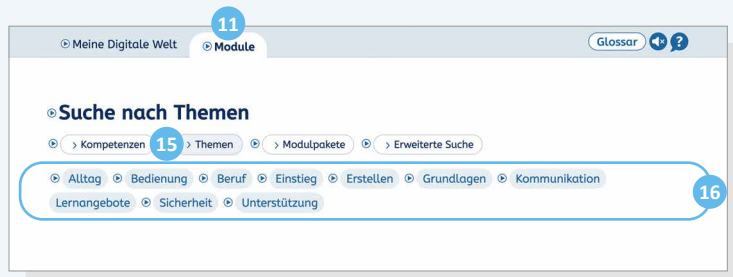 11
Meine Digitale Welt Module Glossar ?
Suche nach Themen
> Kompetenzen 15 > Themen > Modulpakete > Erweiterte Suche
Alltag Bedienung Beruf Einstieg Erstellen Grundlagen Kommunikation
16
Lernangebote Sicherheit Unterstützung